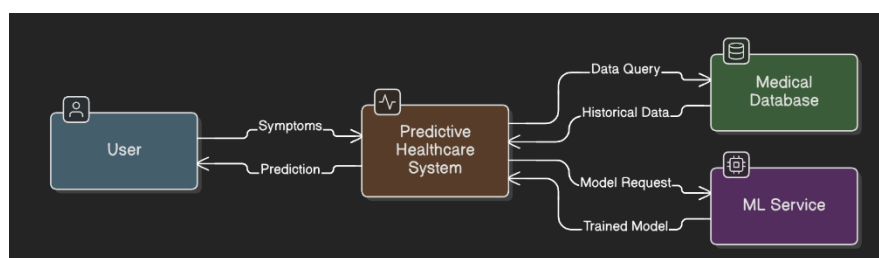 User
Symptoms
Prediction
Predictive
Healthcare
System
Data Query
Historical Data
Model Request
Trained Model
Medical
Database
ML Service